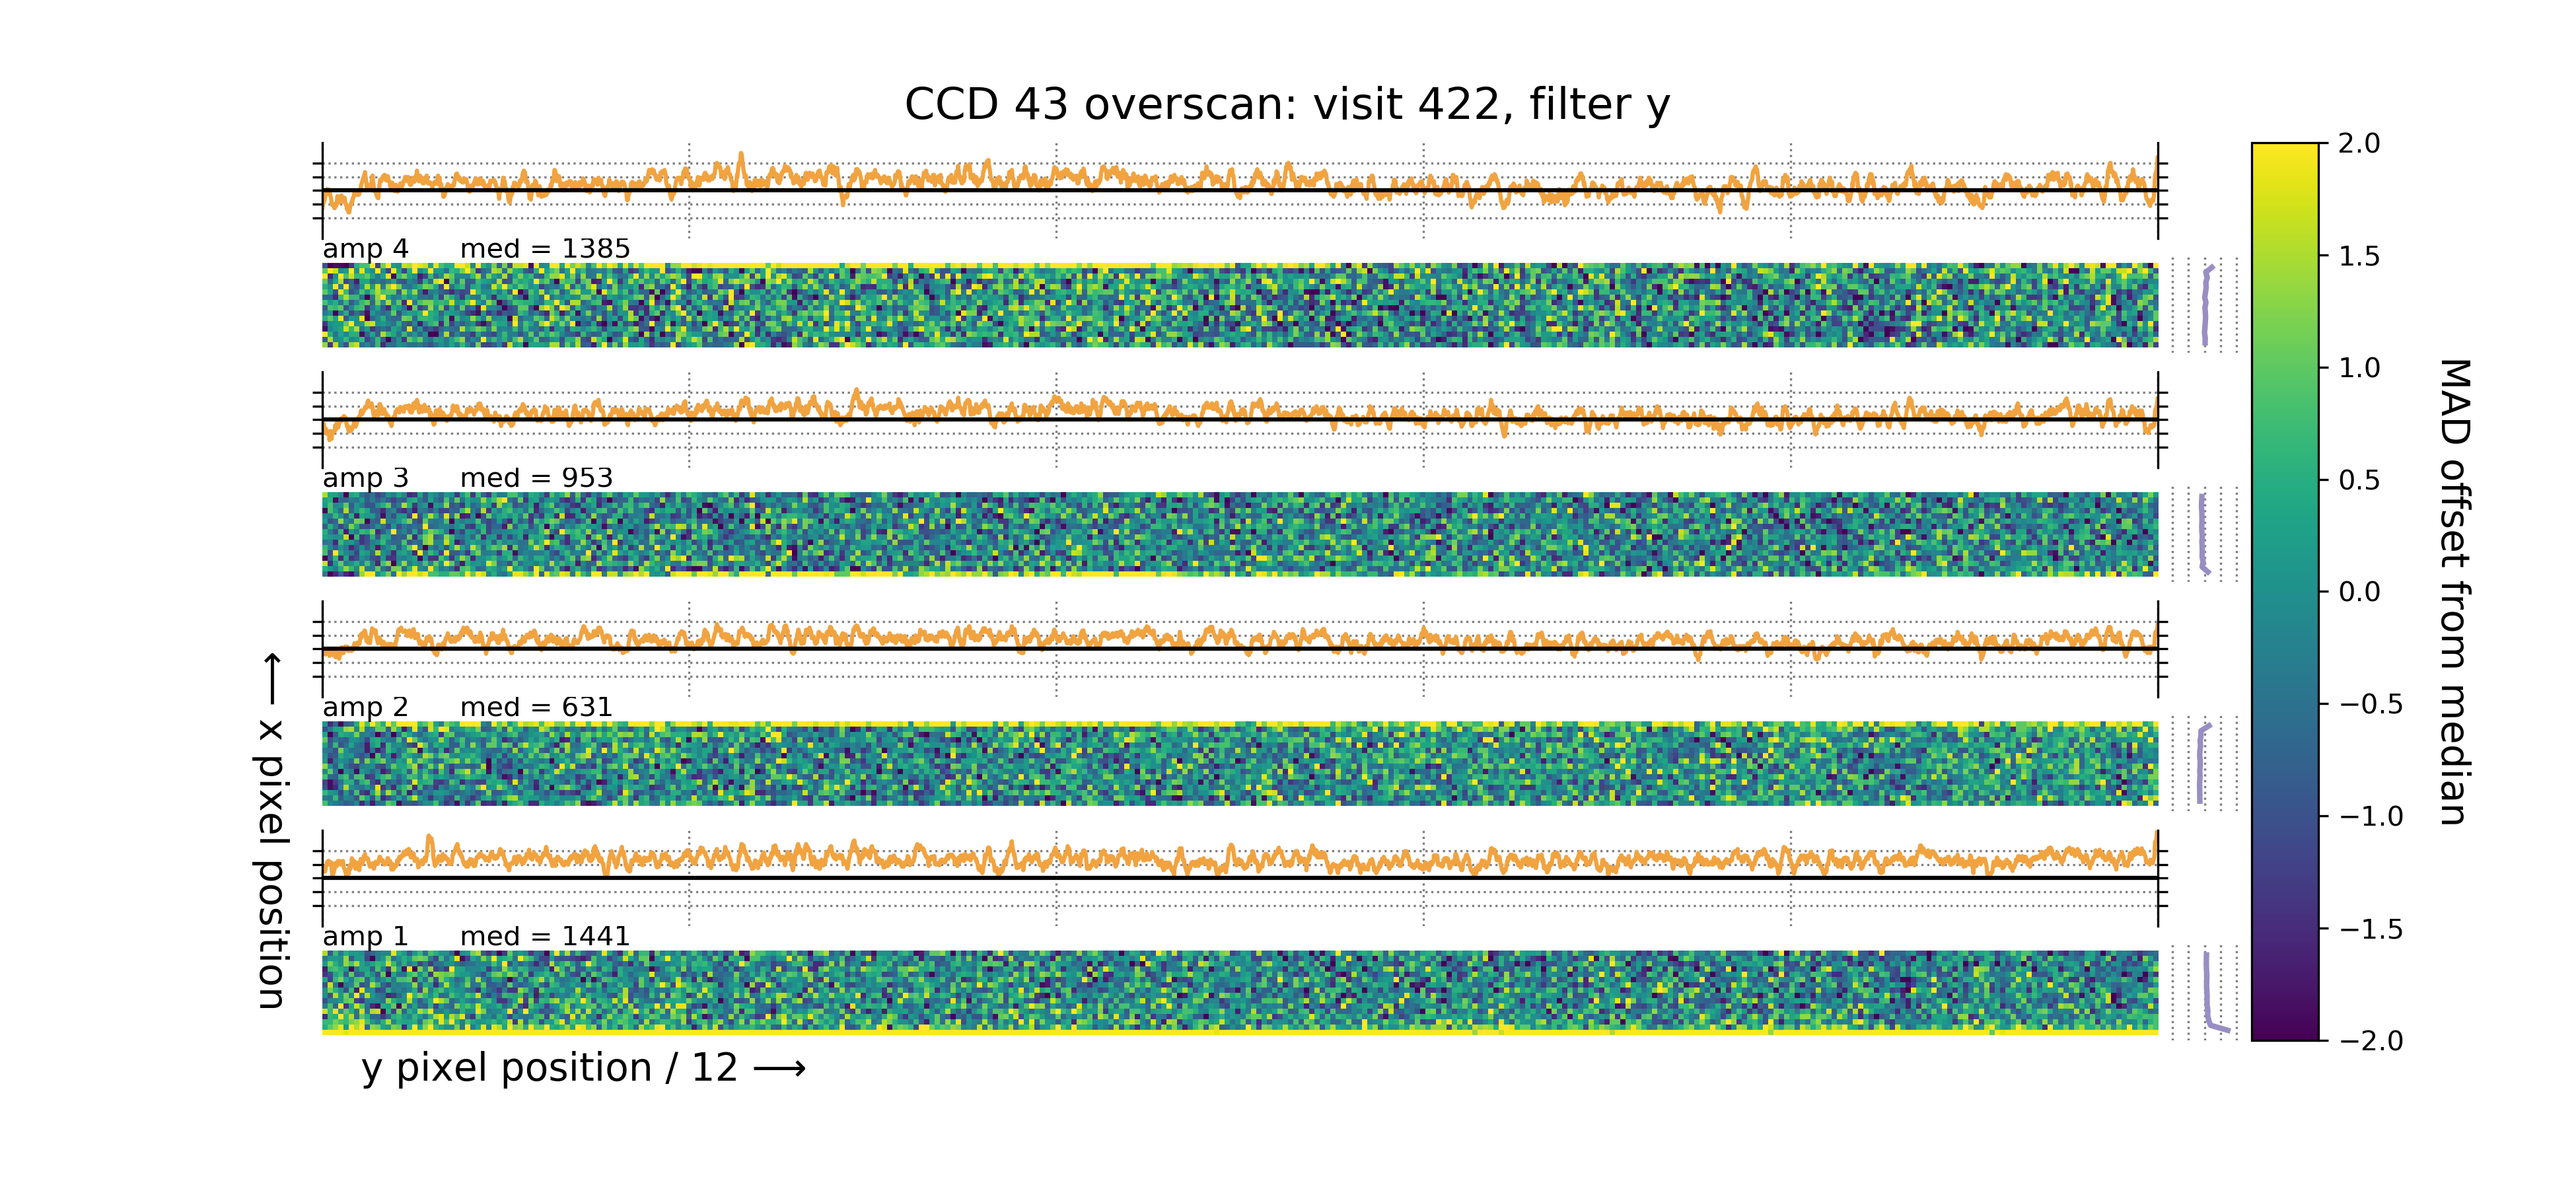 CCD 43 overscan: visit 422, filter y
amp 4 med = 1385
amp 3 med = 953
amp 2 med = 631
amp 1 med = 1441
⟵ x pixel position
y pixel position / 12 ⟶
2.0
1.5
1.0
0.5
0.0
−0.5
−1.0
−1.5
−2.0
MAD offset from median